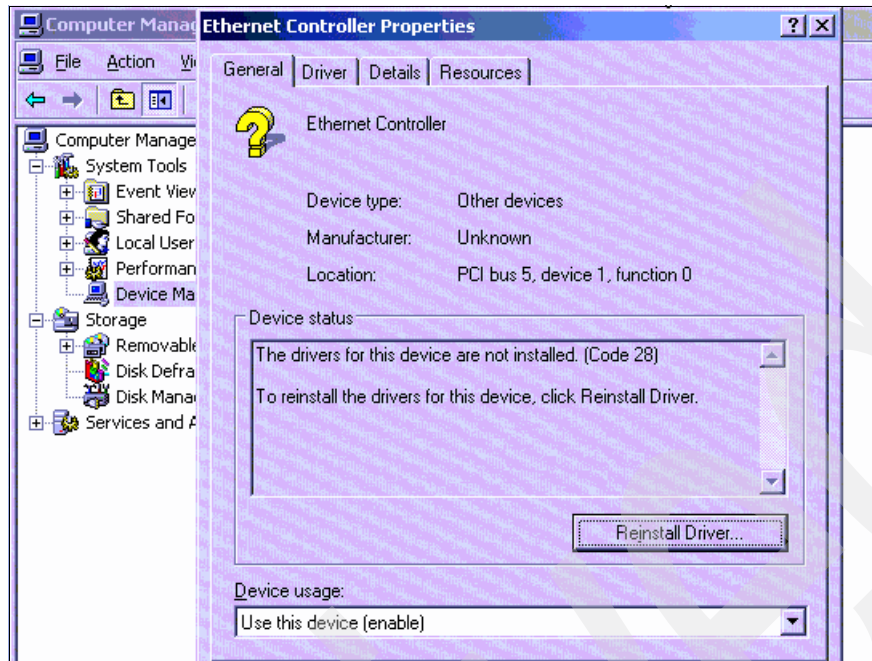 Computer Manag
Ethernet Controller Properties
File Action Vi
General Driver Details Resources
Ethernet Controller
Device type: Other devices
Manufacturer: Unknown
Location: PCI bus 5, device 1, function 0
Computer Manage
System Tools
Event View
Shared Fo
Local User
Performan
Device Ma
Storage
Removable
Disk Defra
Disk Mana
Services and A
Device status
The drivers for this device are not installed. (Code 28)
To reinstall the drivers for this device, click Reinstall Driver.
Reinstall Driver...
Device usage:
Use this device (enable)